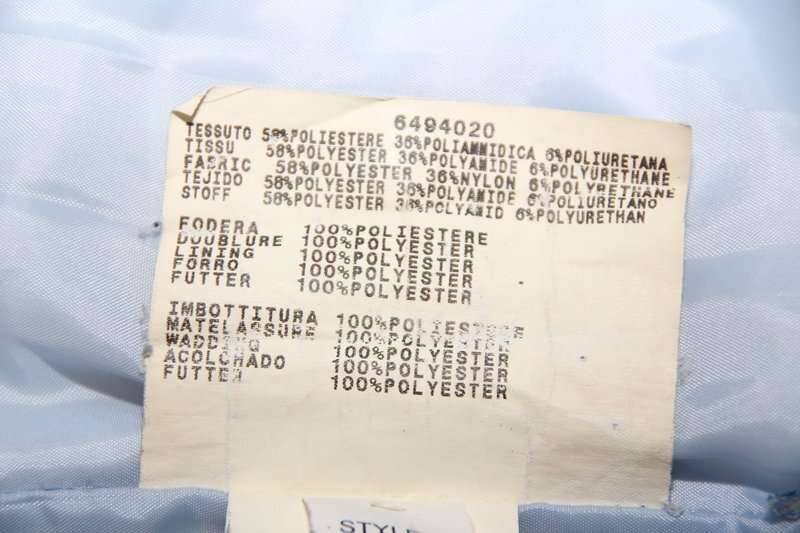 6494020
TESSUTO 58%POLIESTERE 36%POLIAMMIDICA 6%POLIURETANA
TISSU 58%POLYESTER 36%POLYAMIDE 6%POLYURETHANE
FABRIC 58%POLYESTER 36%NYLON 6%POLYRETHANE
TEJIDO 58%POLYESTER 36%POLYAMIDE 6%POLIURETANO
STOFF 58%POLYESTER 36%POLYAMID 6%POLYURETHAN
FODERA 100%POLIESTERE
DOUBLURE 100%POLYESTER
LINING 100%POLYESTER
FORRO 100%POLYESTER
FUTTER 100%POLYESTER
IMBOTTITURA 100%POLIESTERE
MATELASSURE 100%POLYESTER
WADDING 100%POLYESTER
ACOLCHADO 100%POLYESTER
FUTTER 100%POLYESTER
STYLE